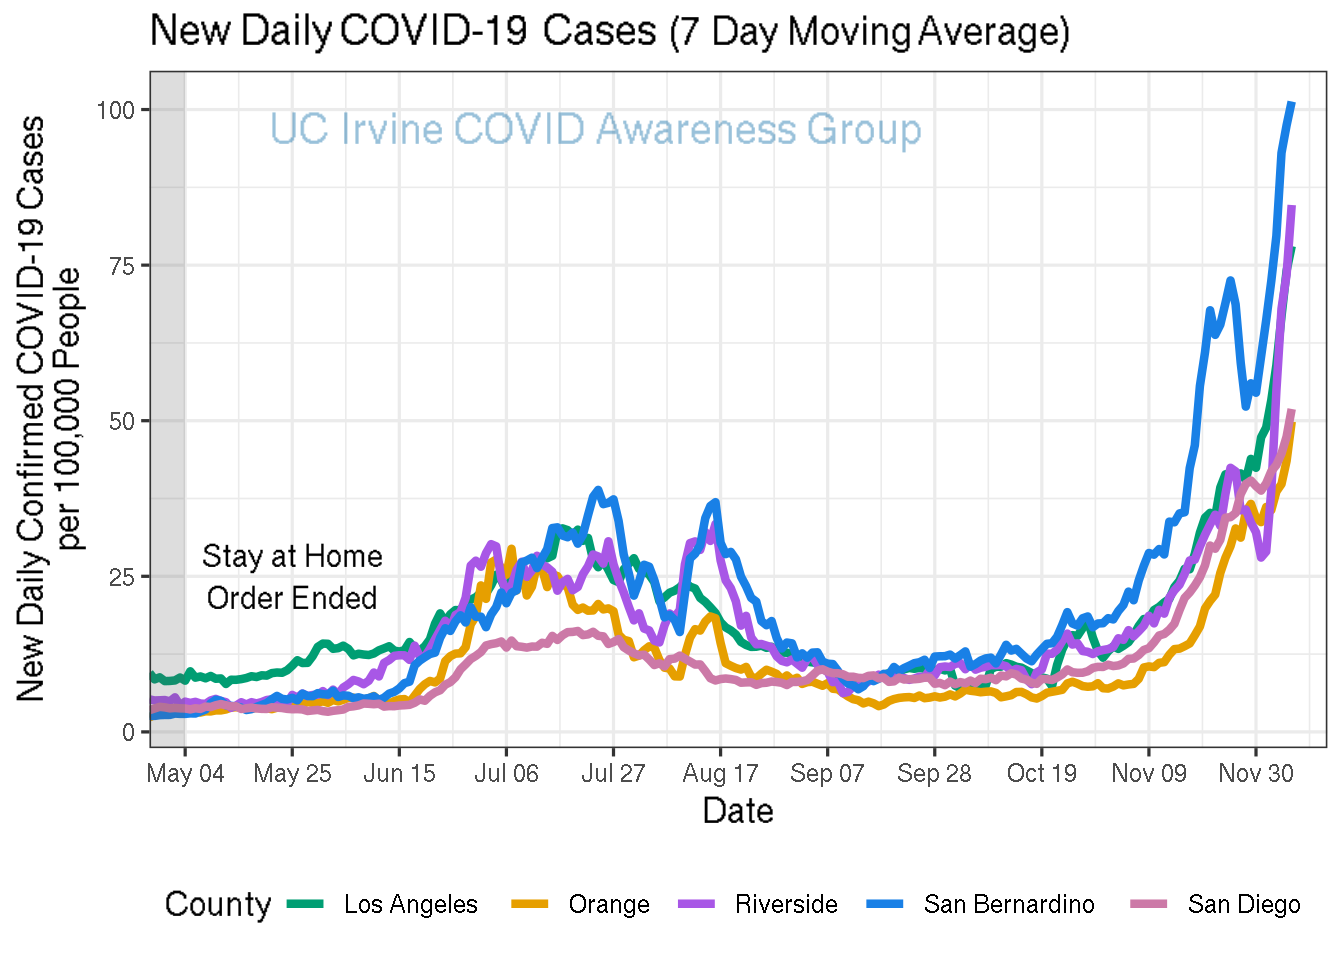 New Daily COVID-19 Cases (7 Day Moving Average)
UC Irvine COVID Awareness Group
New Daily Confirmed COVID-19 Cases
per 100,000 People
100
75
50
25
0
Stay at Home
Order Ended
May 04 May 25 Jun 15 Jul 06 Jul 27 Aug 17 Sep 07 Sep 28 Oct 19 Nov 09 Nov 30
Date
County Los Angeles Orange Riverside San Bernardino San Diego